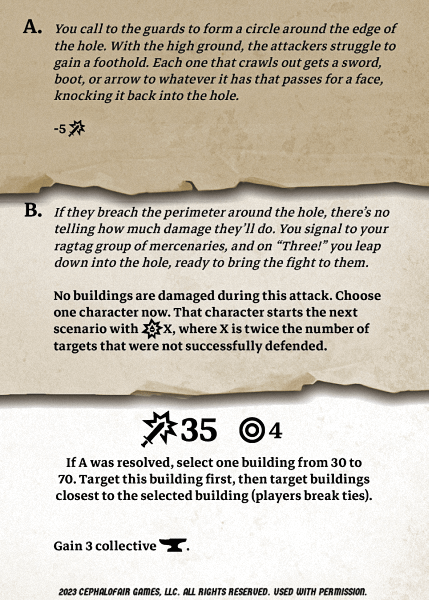 A. You call to the guards to form a circle around the edge of
the hole. With the high ground, the attackers struggle to
gain a foothold. Each one that crawls out gets a sword,
boot, or arrow to whatever it has that passes for a face,
knocking it back into the hole.
-5
B. If they breach the perimeter around the hole, there's no
telling how much damage they'll do. You signal to your
ragtag group of mercenaries, and on “Three!” you leap
down into the hole, ready to bring the fight to them.
No buildings are damaged during this attack. Choose
one character now. That character starts the next
scenario with X, where X is twice the number of
targets that were not successfully defended.
35 4
If A was resolved, select one building from 30 to
70. Target this building first, then target buildings
closest to the selected building (players break ties).
Gain 3 collective .
2023 CEPHALOFAIR GAMES, LLC. ALL RIGHTS RESERVED. USED WITH PERMISSION.